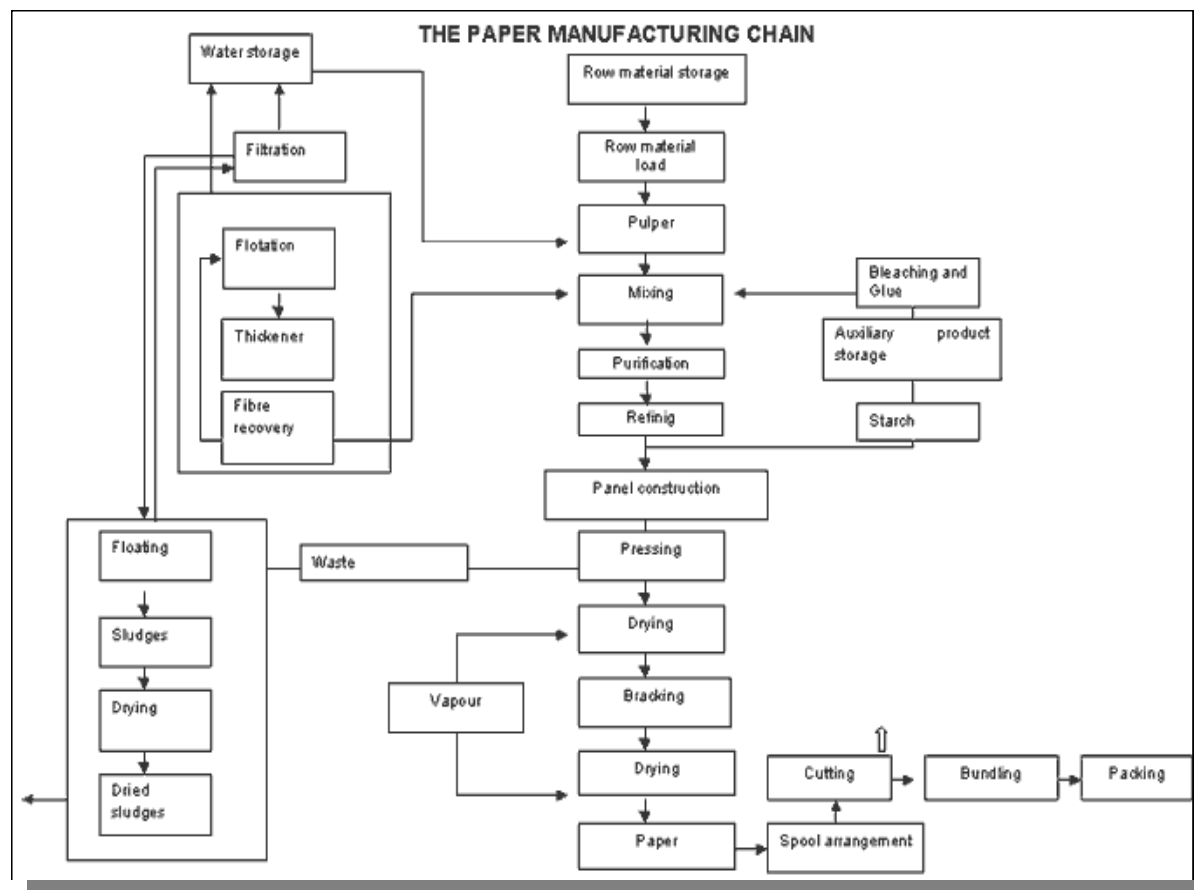 THE PAPER MANUFACTURING CHAIN
Water storage
Row material storage
Filtration
Row material
load
Pulper
Flotation
Bleaching and
Glue
Mixing
Thickener
Auxiliary product
storage
Purification
Fibre
recovery
Refinig
Starch
Panel construction
Floating
Waste
Pressing
Sludges
Drying
Drying
Vapour
Bracking
Dried
sludges
Drying
Cutting
Bundling
Packing
Paper
Spool arrangement